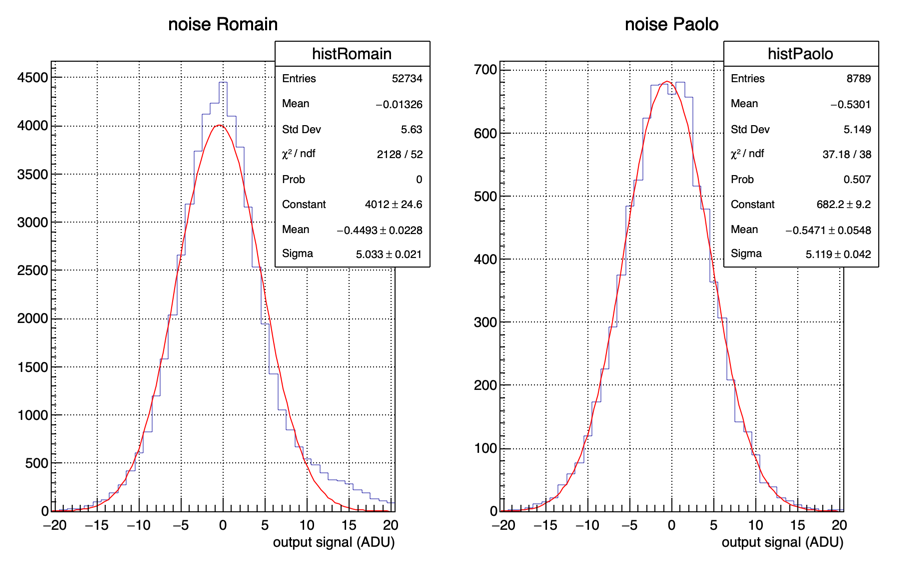 noise Romain
histRomain
Entries 52734
Mean −0.01326
Std Dev 5.63
χ² / ndf 2128 / 52
Prob 0
Constant 4012 ± 24.6
Mean −0.4493 ± 0.0228
Sigma 5.033 ± 0.021
4500
4000
3500
3000
2500
2000
1500
1000
500
0
−20 −15 −10 −5 0 5 10 15 20
output signal (ADU)
noise Paolo
histPaolo
Entries 8789
Mean −0.5301
Std Dev 5.149
χ² / ndf 37.18 / 38
Prob 0.507
Constant 682.2 ± 9.2
Mean −0.5471 ± 0.0548
Sigma 5.119 ± 0.042
700
600
500
400
300
200
100
0
−20 −15 −10 −5 0 5 10 15 20
output signal (ADU)